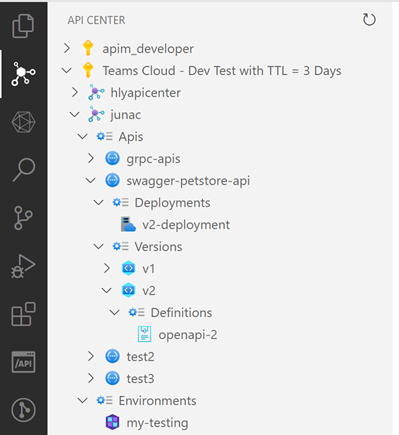 API CENTER
apim_developer
Teams Cloud - Dev Test with TTL = 3 Days
hlyapicenter
junac
Apis
grpc-apis
swagger-petstore-api
Deployments
v2-deployment
Versions
v1
v2
Definitions
openapi-2
test2
test3
/API
Environments
my-testing